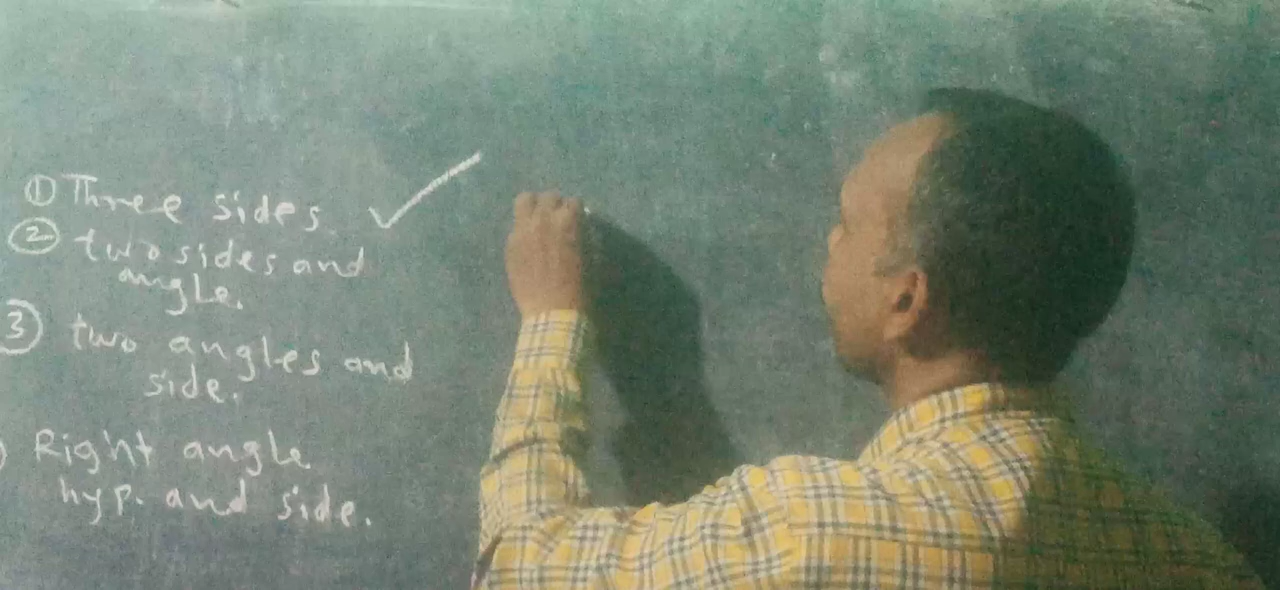 ① Three sides.
② two sides and
angle.
③ two angles and
side.
) Right angle
hyp. and side.